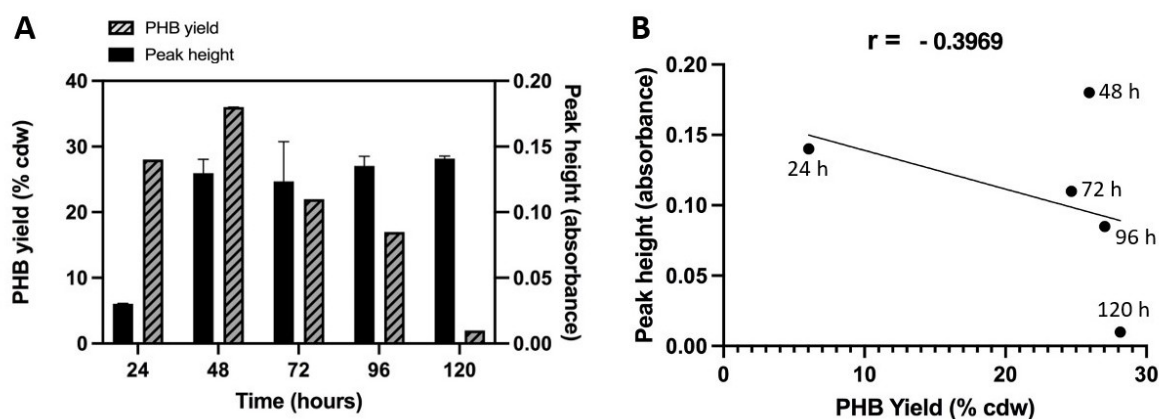 A
PHB yield
Peak height
40
30
20
10
0
PHB yield (% cdw)
0.20
0.15
0.10
0.05
0.00
Peak height (absorbance)
24 48 72 96 120
Time (hours)
B
r = - 0.3969
0.20
0.15
0.10
0.05
0.00
Peak height (absorbance)
48 h
24 h
72 h
96 h
120 h
0 10 20 30
PHB Yield (% cdw)